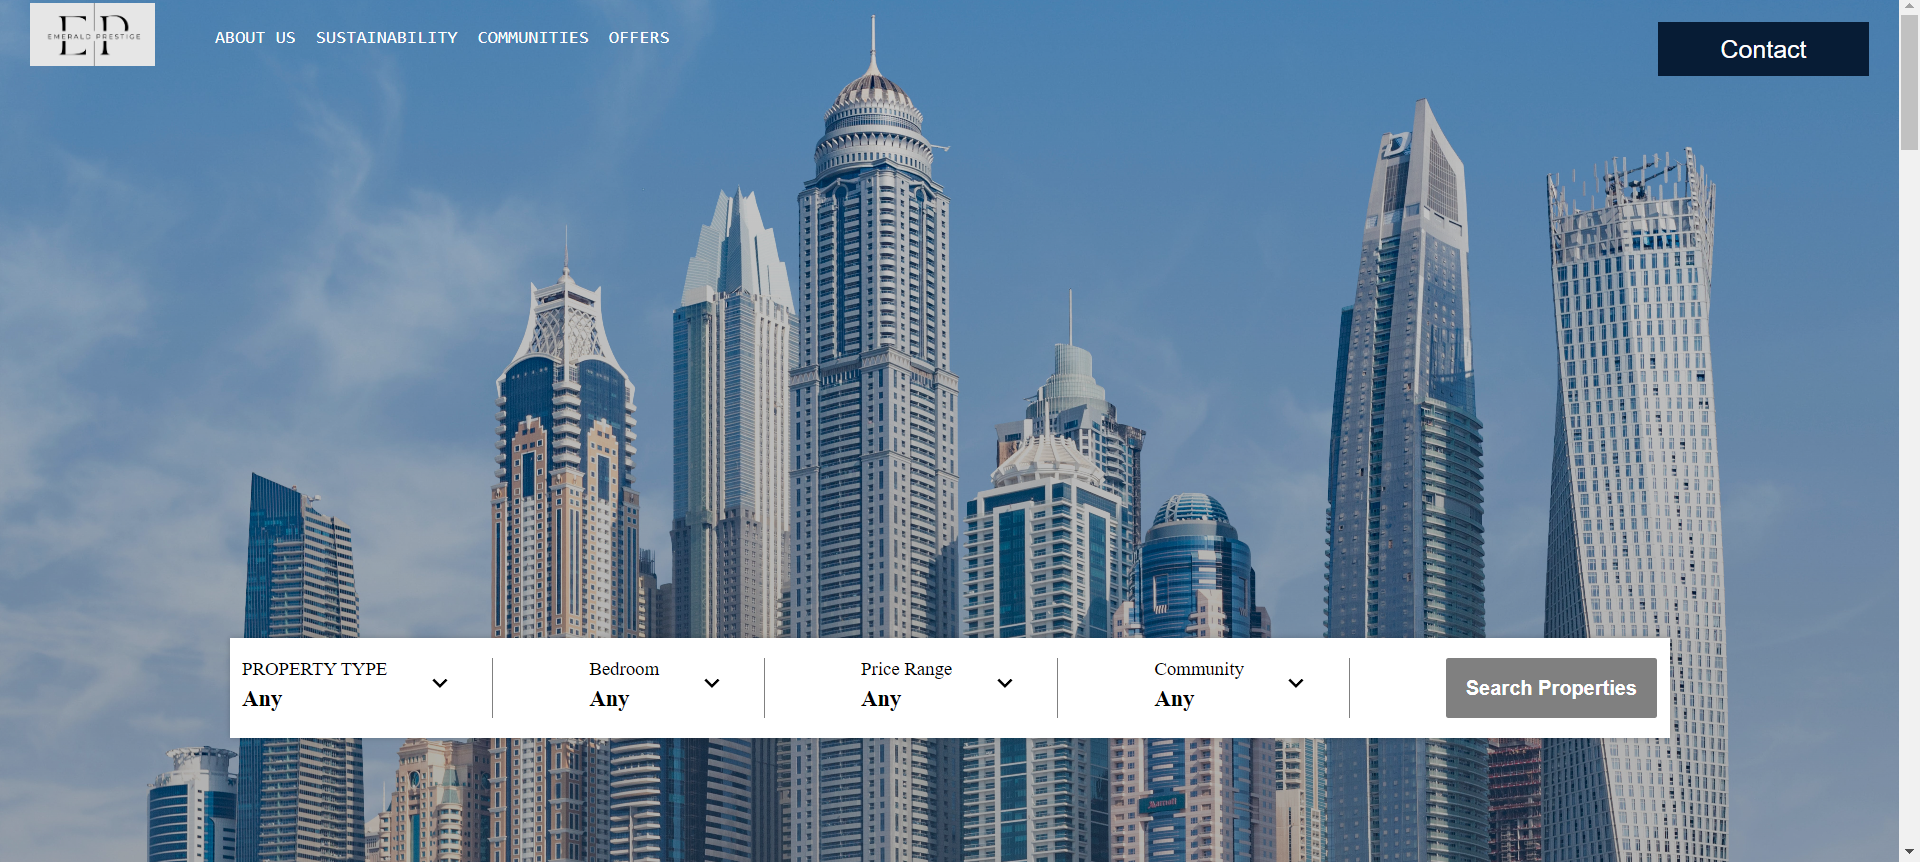 EP
EMERALD PRESTIGE
ABOUT US SUSTAINABILITY COMMUNITIES OFFERS
Contact
PROPERTY TYPE
Any
Bedroom
Any
Price Range
Any
Community
Any
Search Properties
Marriott